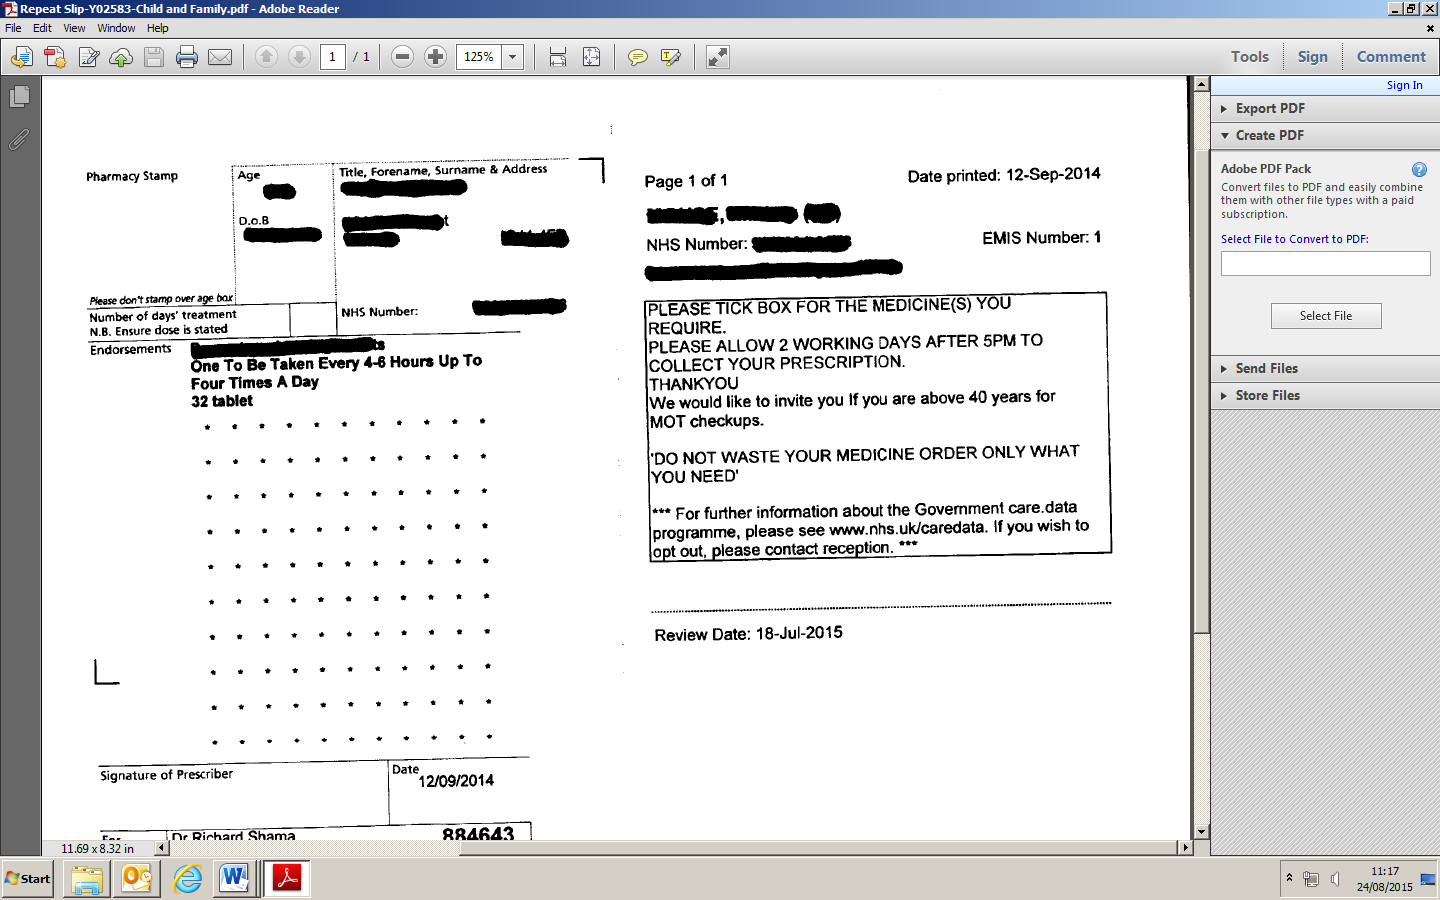 Repeat Slip-Y02583-Child and Family.pdf - Adobe Reader
File Edit View Window Help
1 / 1 125% Tools Sign Comment
Sign In
Export PDF
Create PDF
Adobe PDF Pack
Convert files to PDF and easily combine
them with other file types with a paid
subscription.
Select File to Convert to PDF:
Select File
Send Files
Store Files
Pharmacy Stamp
Age
Title, Forename, Surname & Address
D.o.B
Please don't stamp over age box
Number of days' treatment
N.B. Ensure dose is stated
NHS Number:
Endorsements
One To Be Taken Every 4-6 Hours Up To
Four Times A Day
32 tablet
Signature of Prescriber
Date
12/09/2014
For
Dr Richard Shama
884643
Page 1 of 1
Date printed: 12-Sep-2014
NHS Number:
EMIS Number: 1
PLEASE TICK BOX FOR THE MEDICINE(S) YOU
REQUIRE.
PLEASE ALLOW 2 WORKING DAYS AFTER 5PM TO
COLLECT YOUR PRESCRIPTION.
THANKYOU
We would like to invite you If you are above 40 years for
MOT checkups.
'DO NOT WASTE YOUR MEDICINE ORDER ONLY WHAT
YOU NEED'
*** For further information about the Government care.data
programme, please see www.nhs.uk/caredata. If you wish to
opt out, please contact reception. ***
Review Date: 18-Jul-2015
11.69 x 8.32 in
Start
11:17
24/08/2015